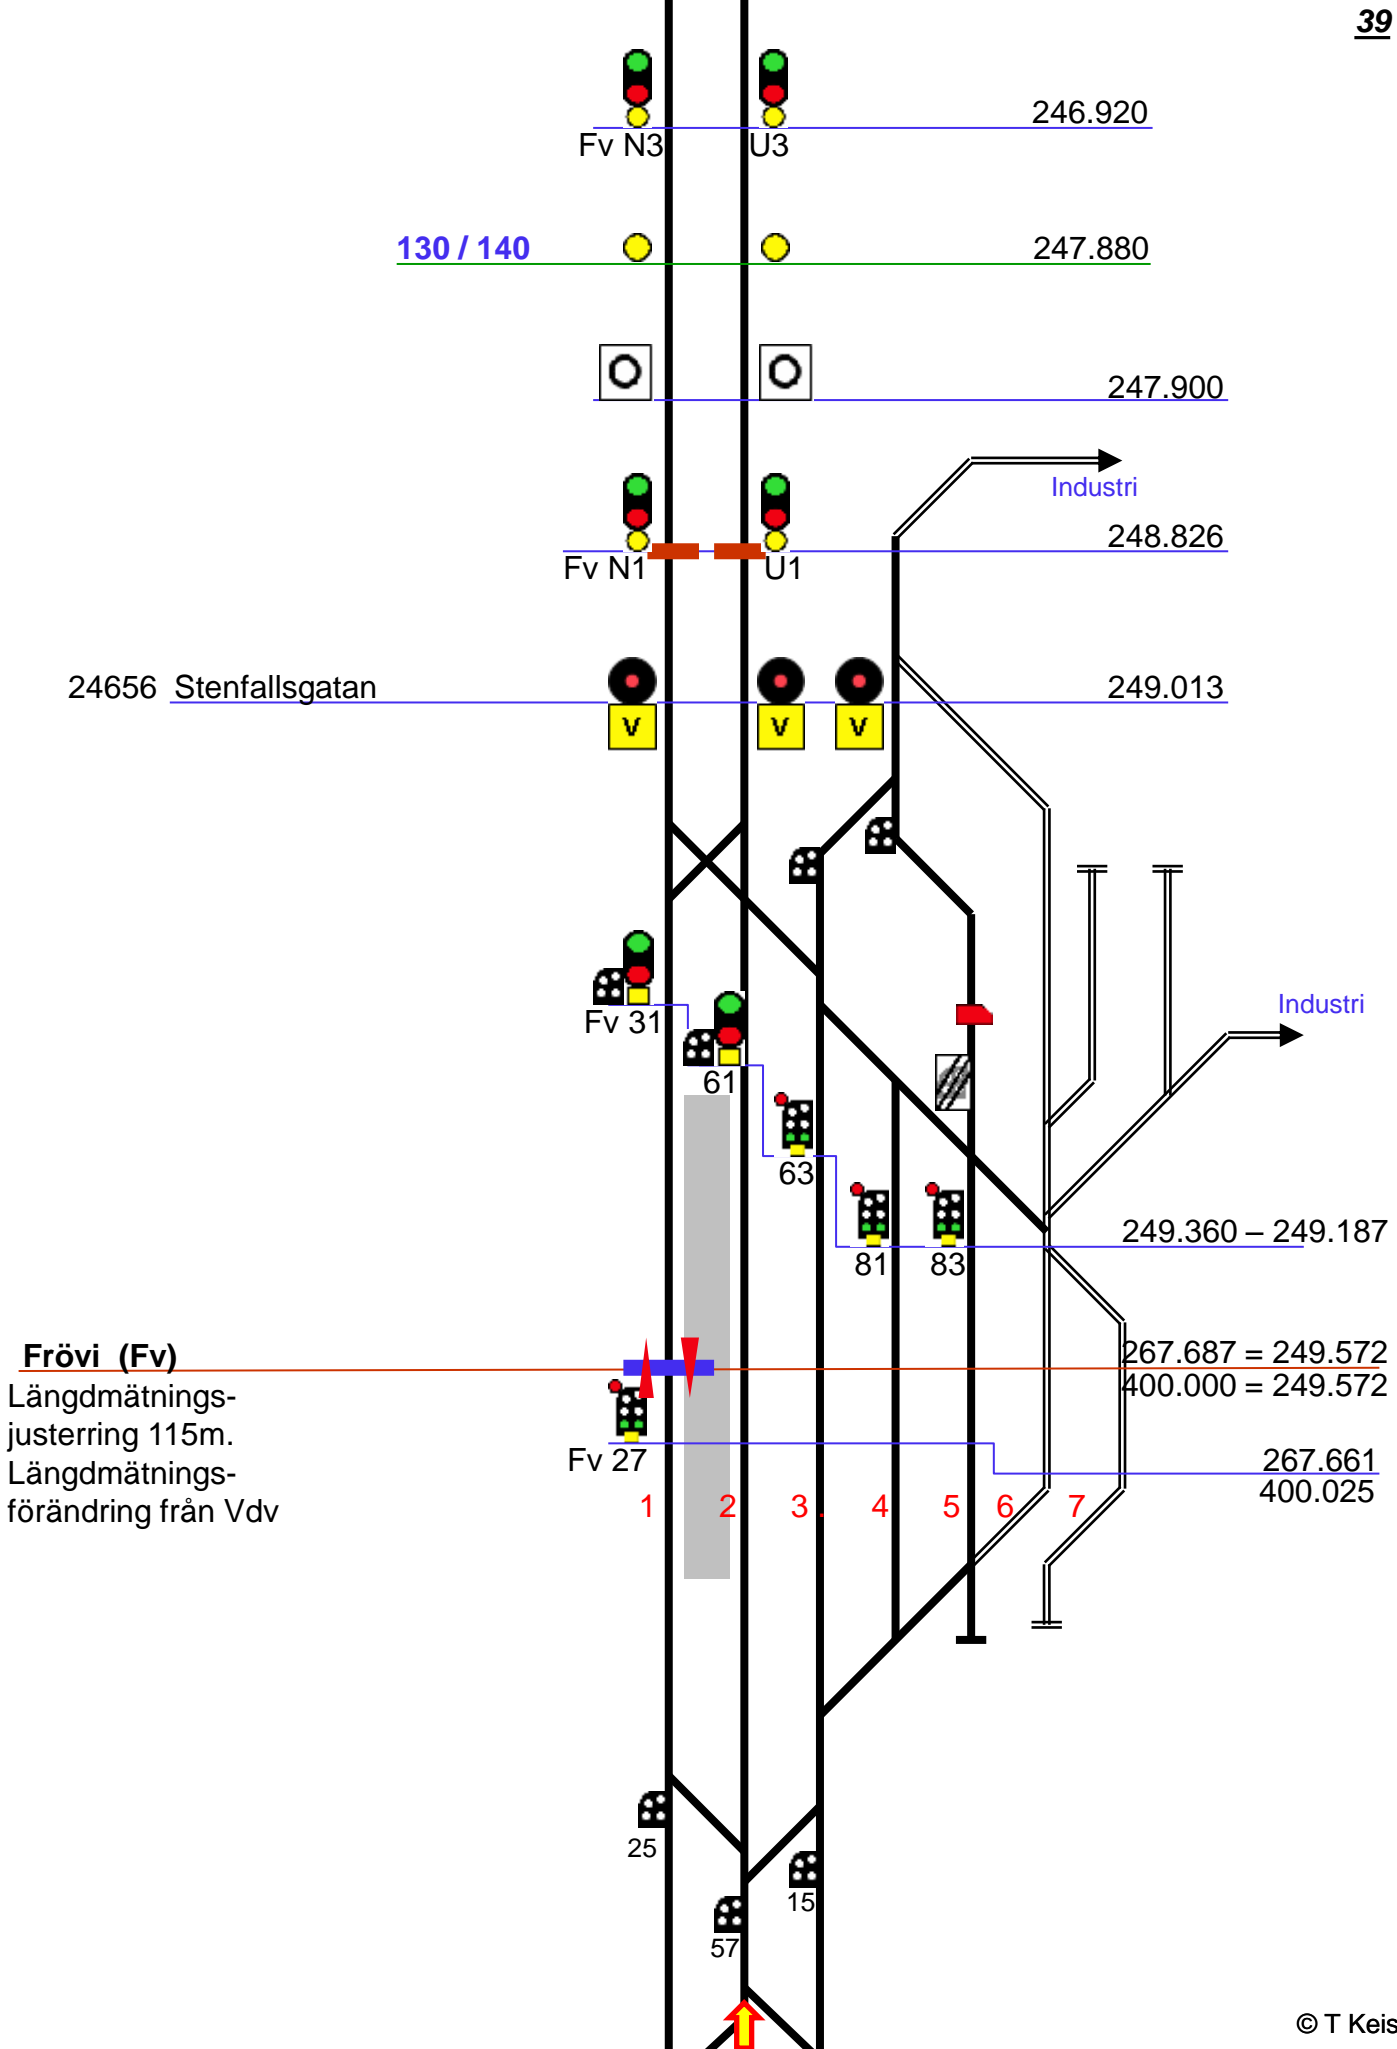 39
246.920
Fv N3
U3
130 / 140
247.880
O
O
247.900
Industri
248.826
Fv N1
U1
24656 Stenfallsgatan
249.013
V
V
V
Industri
Fv 31
61
63
249.360 – 249.187
81
83
Frövi (Fv)
267.687 = 249.572
Längdmätnings-
400.000 = 249.572
justerring 115m.
Fv 27
267.661
Längdmätnings-
400.025
förändring från Vdv
1 2 3 . 4 5 6 7
25
15
57
© T Keis